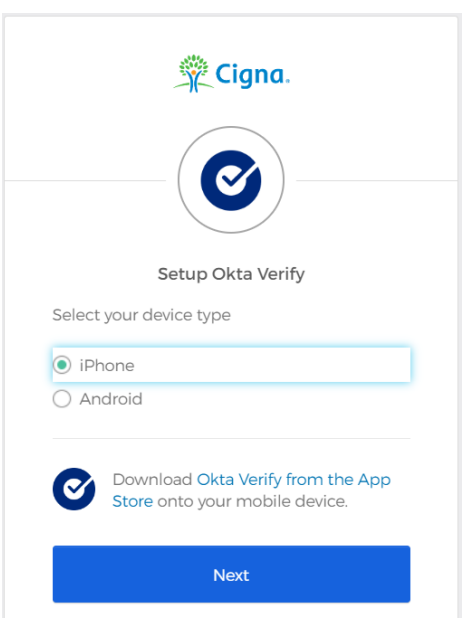 Cigna.
Setup Okta Verify
Select your device type
iPhone
Android
Download Okta Verify from the App
Store onto your mobile device.
Next